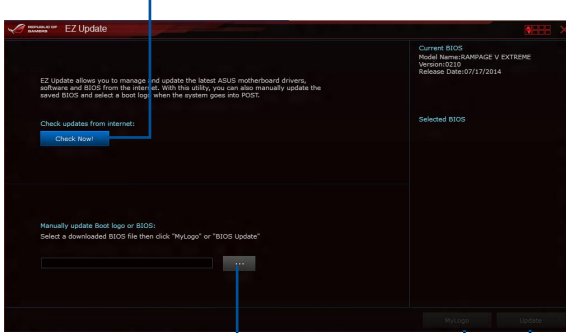 REPUBLIC OF
GAMERS
EZ Update
Current BIOS
Model Name:RAMPAGE V EXTREME
Version:0210
Release Date:07/17/2014
EZ Update allows you to manage and update the latest ASUS motherboard drivers,
software and BIOS from the internet. With this utility, you can also manually update the
saved BIOS and select a boot logo when the system goes into POST.
Check updates from internet:
Check Now!
Selected BIOS
Manually update Boot logo or BIOS:
Select a downloaded BIOS file then click "MyLogo" or "BIOS Update"
...
MyLogo
Update